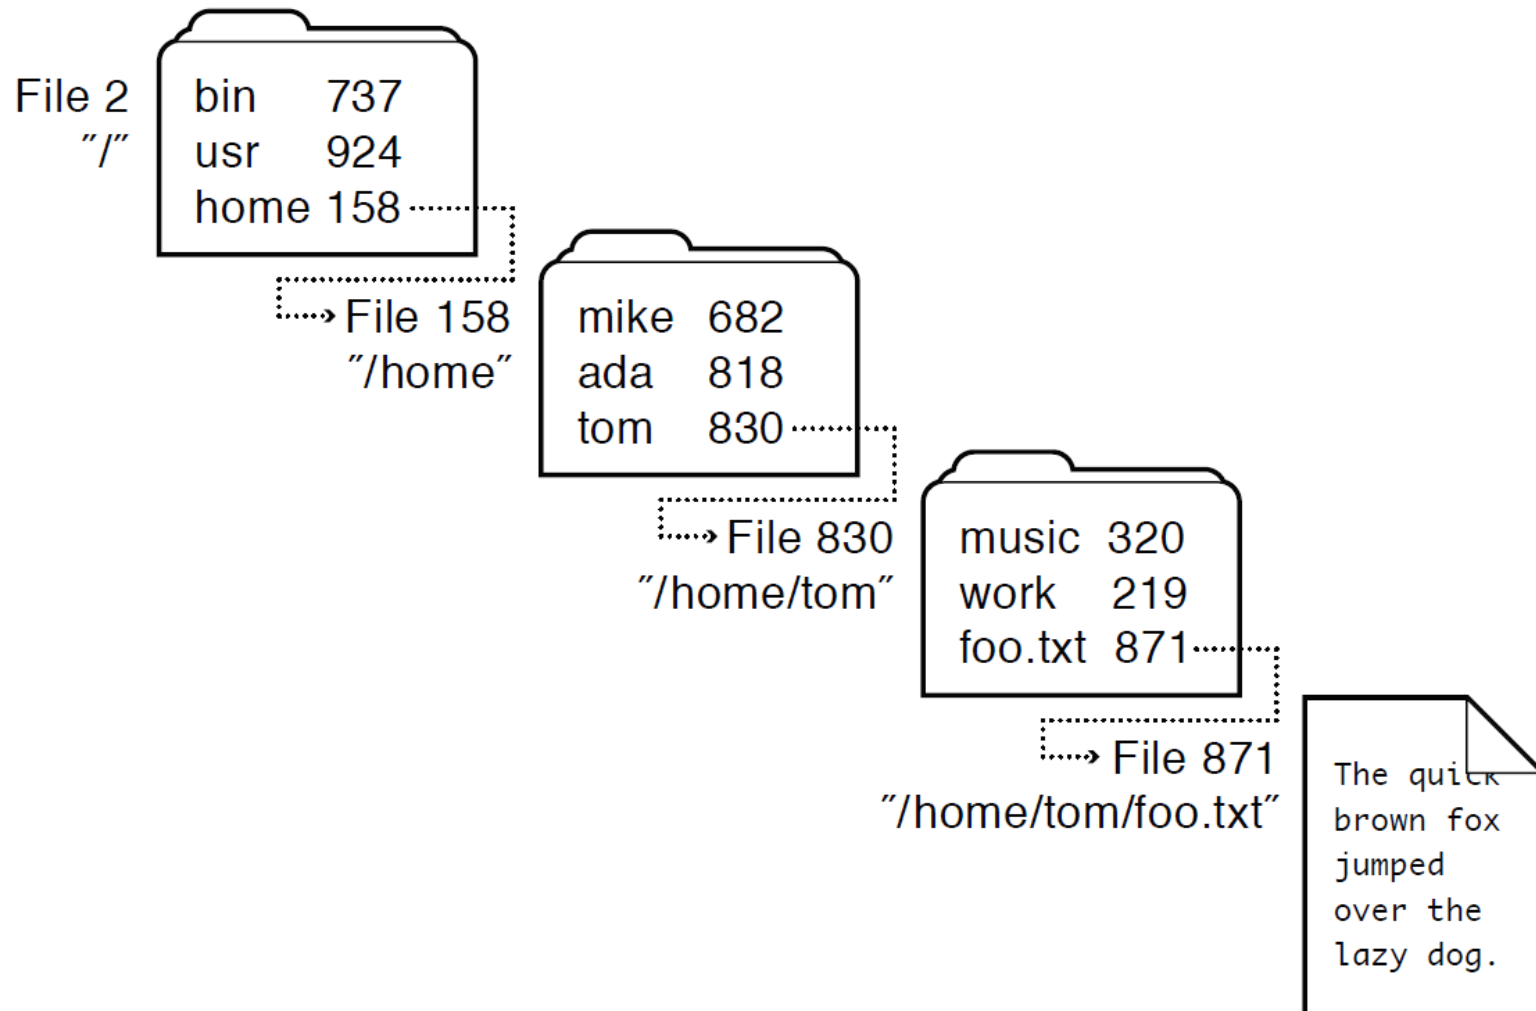 File 2
"/"
bin 737
usr 924
home 158
File 158
"/home"
mike 682
ada 818
tom 830
File 830
"/home/tom"
music 320
work 219
foo.txt 871
File 871
"/home/tom/foo.txt"
The quick
brown fox
jumped
over the
lazy dog.